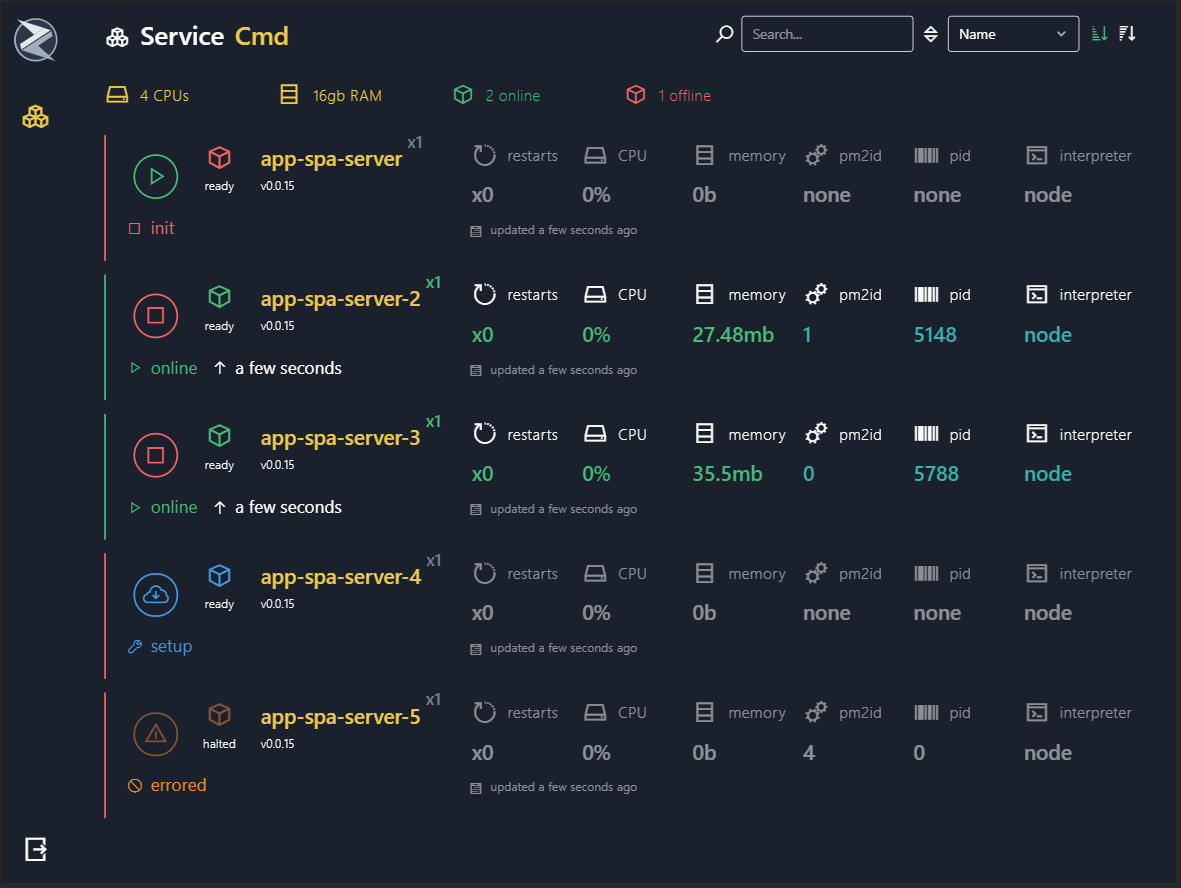 Service Cmd
Search...
Name
4 CPUs 16gb RAM 2 online 1 offline
app-spa-server x1
ready v0.0.15
init
restarts CPU memory pm2id pid interpreter
x0 0% 0b none none node
updated a few seconds ago
app-spa-server-2 x1
ready v0.0.15
online a few seconds
restarts CPU memory pm2id pid interpreter
x0 0% 27.48mb 1 5148 node
updated a few seconds ago
app-spa-server-3 x1
ready v0.0.15
online a few seconds
restarts CPU memory pm2id pid interpreter
x0 0% 35.5mb 0 5788 node
updated a few seconds ago
app-spa-server-4 x1
ready v0.0.15
setup
restarts CPU memory pm2id pid interpreter
x0 0% 0b none none node
updated a few seconds ago
app-spa-server-5 x1
halted v0.0.15
errored
restarts CPU memory pm2id pid interpreter
x0 0% 0b 4 0 node
updated a few seconds ago